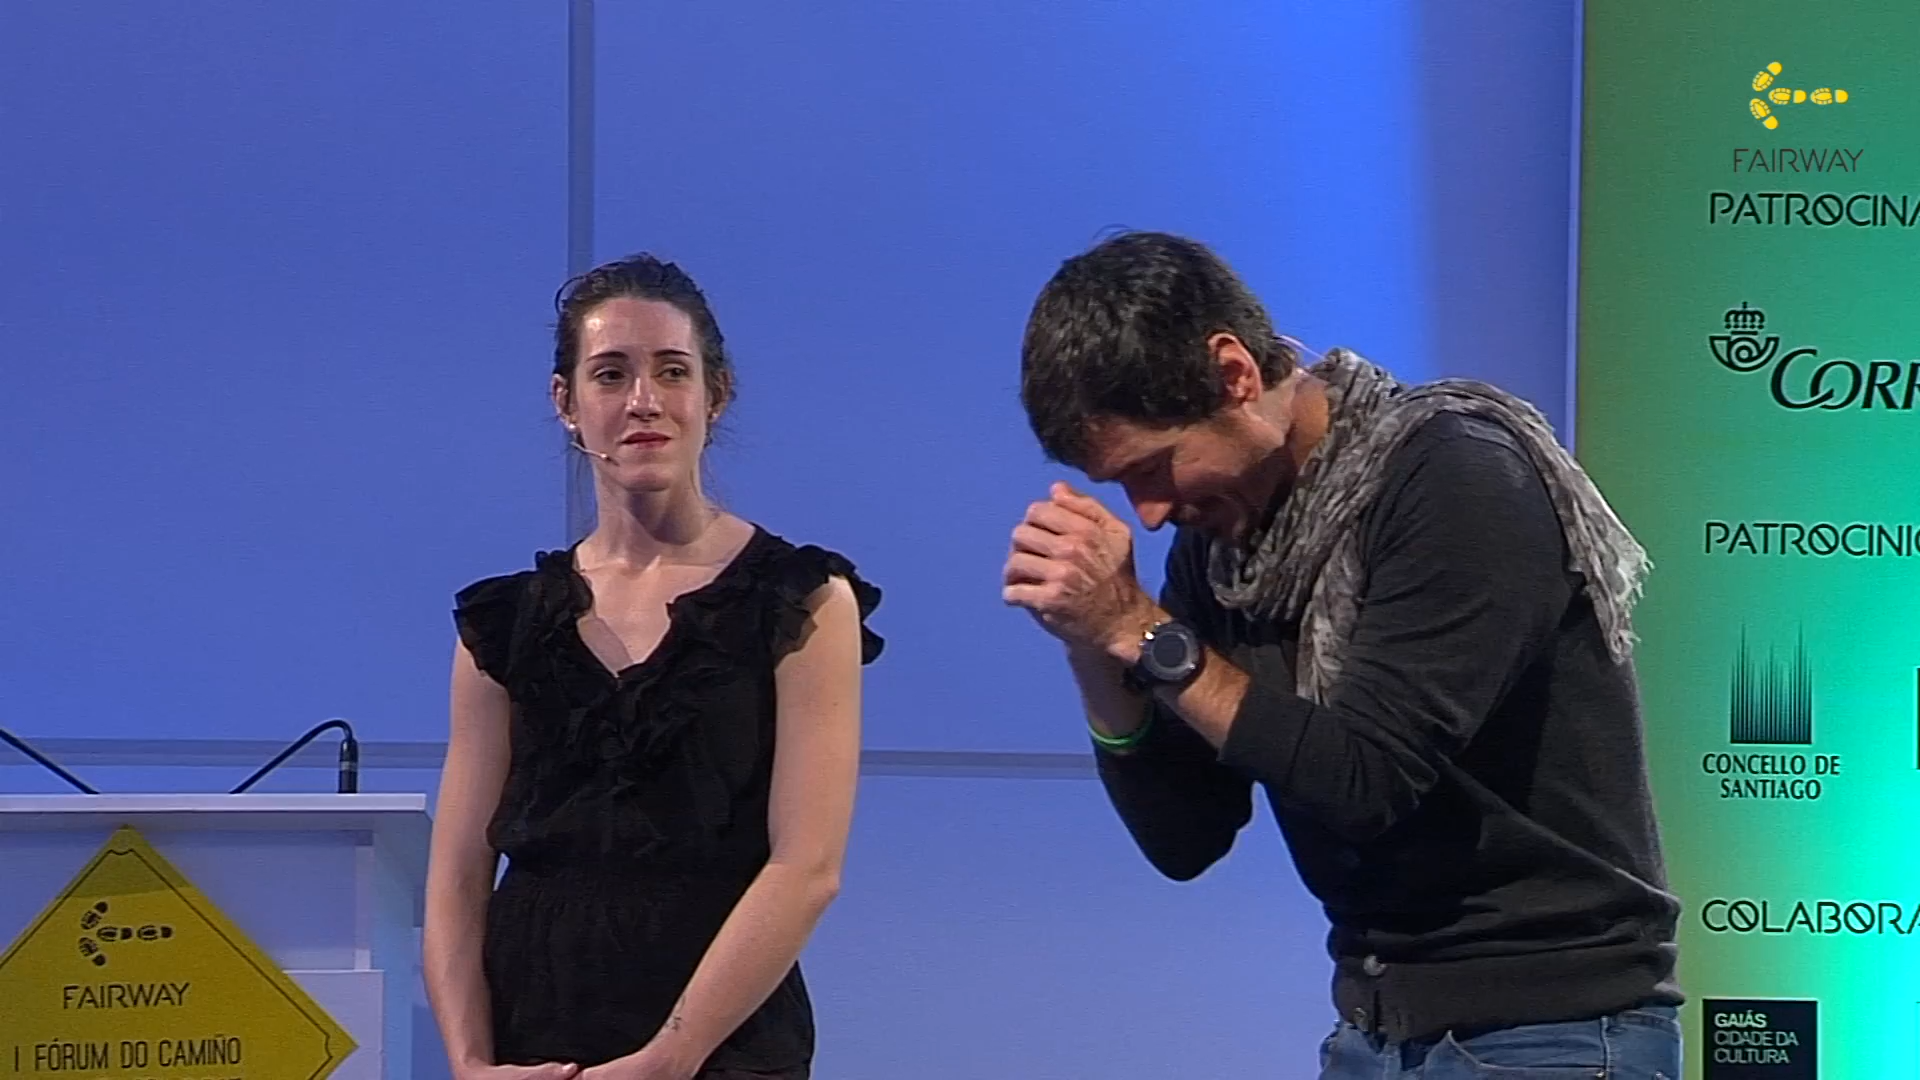 FAIRWAY
PATROCINA
CORR
PATROCINIO
CONCELLO DE
SANTIAGO
COLABORA
GAIÁS
CIDADE DA
CULTURA
FAIRWAY
I FÓRUM DO CAMIÑO